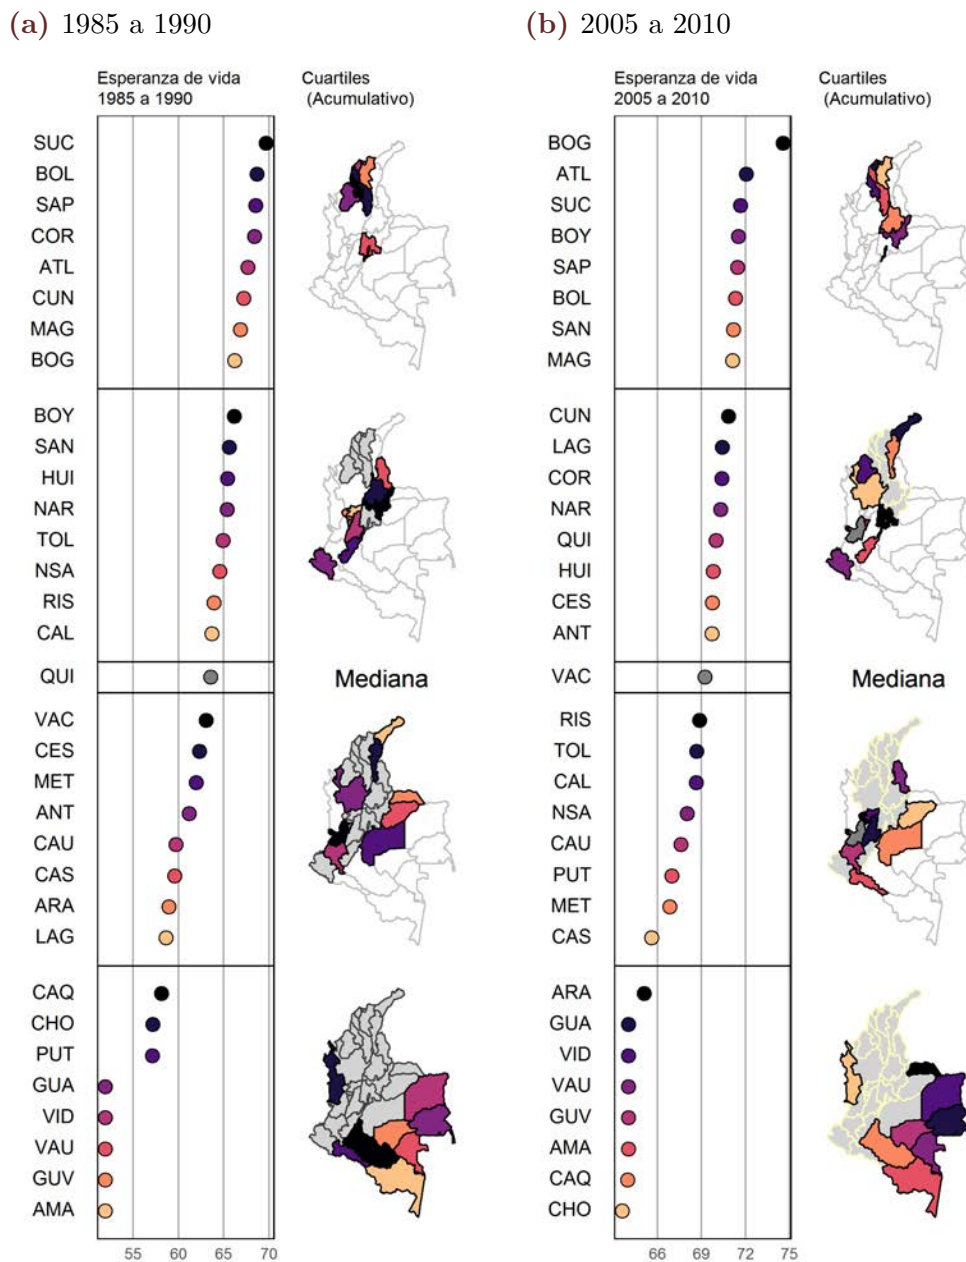 (a) 1985 a 1990
Esperanza de vida
1985 a 1990
Cuartiles
(Acumulativo)
SUC
BOL
SAP
COR
ATL
CUN
MAG
BOG
BOY
SAN
HUI
NAR
TOL
NSA
RIS
CAL
QUI
Mediana
VAC
CES
MET
ANT
CAU
CAS
ARA
LAG
CAQ
CHO
PUT
GUA
VID
VAU
GUV
AMA
55 60 65 70
(b) 2005 a 2010
Esperanza de vida
2005 a 2010
Cuartiles
(Acumulativo)
BOG
ATL
SUC
BOY
SAP
BOL
SAN
MAG
CUN
LAG
COR
NAR
QUI
HUI
CES
ANT
VAC
Mediana
RIS
TOL
CAL
NSA
CAU
PUT
MET
CAS
ARA
GUA
VID
VAU
GUV
AMA
CAQ
CHO
66 69 72 75